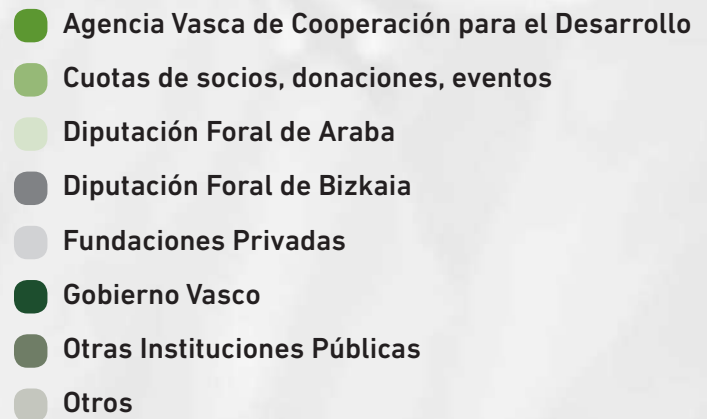 Agencia Vasca de Cooperación para el Desarrollo
Cuotas de socios, donaciones, eventos
Diputación Foral de Araba
Diputación Foral de Bizkaia
Fundaciones Privadas
Gobierno Vasco
Otras Instituciones Públicas
Otros